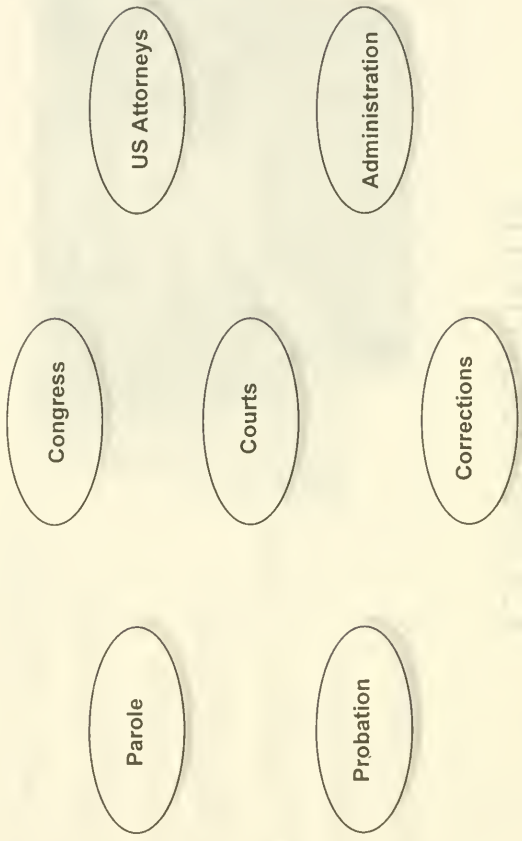 Congress
Parole
US Attorneys
Courts
Probation
Administration
Corrections